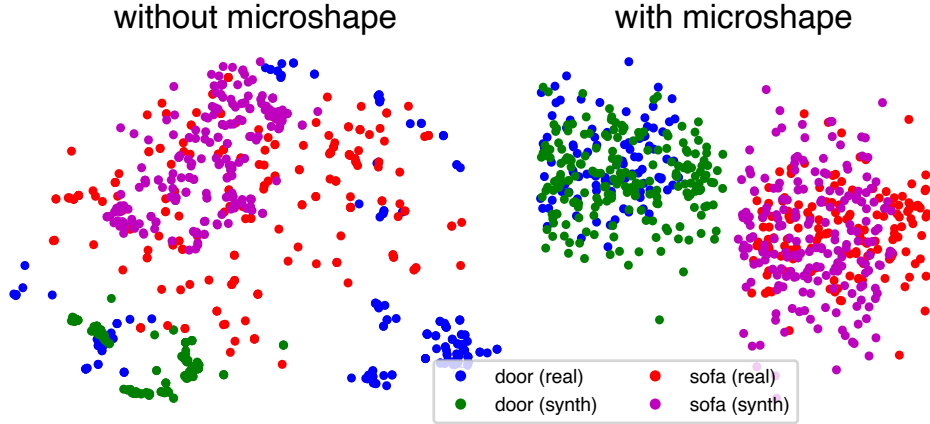 without microshape
with microshape
door (real)
sofa (real)
door (synth)
sofa (synth)